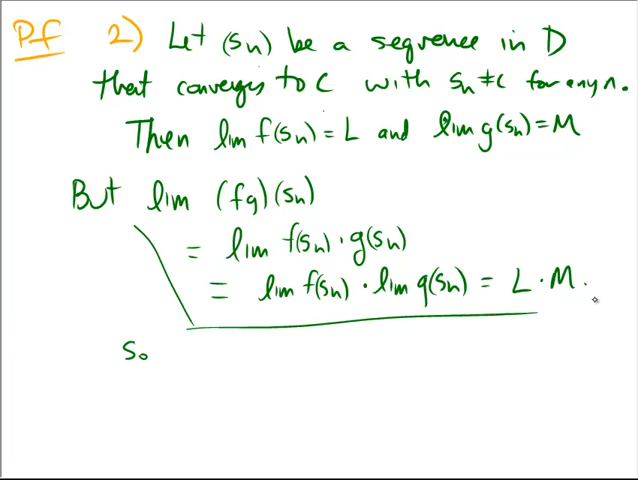 Pf 2) Let (sn) be a sequence in D
that converges to c with sn ≠ c for any n.
Then lim f(sn) = L and lim g(sn) = M
But lim (fg)(sn)
= lim f(sn) · g(sn)
= lim f(sn) · lim g(sn) = L · M .
So